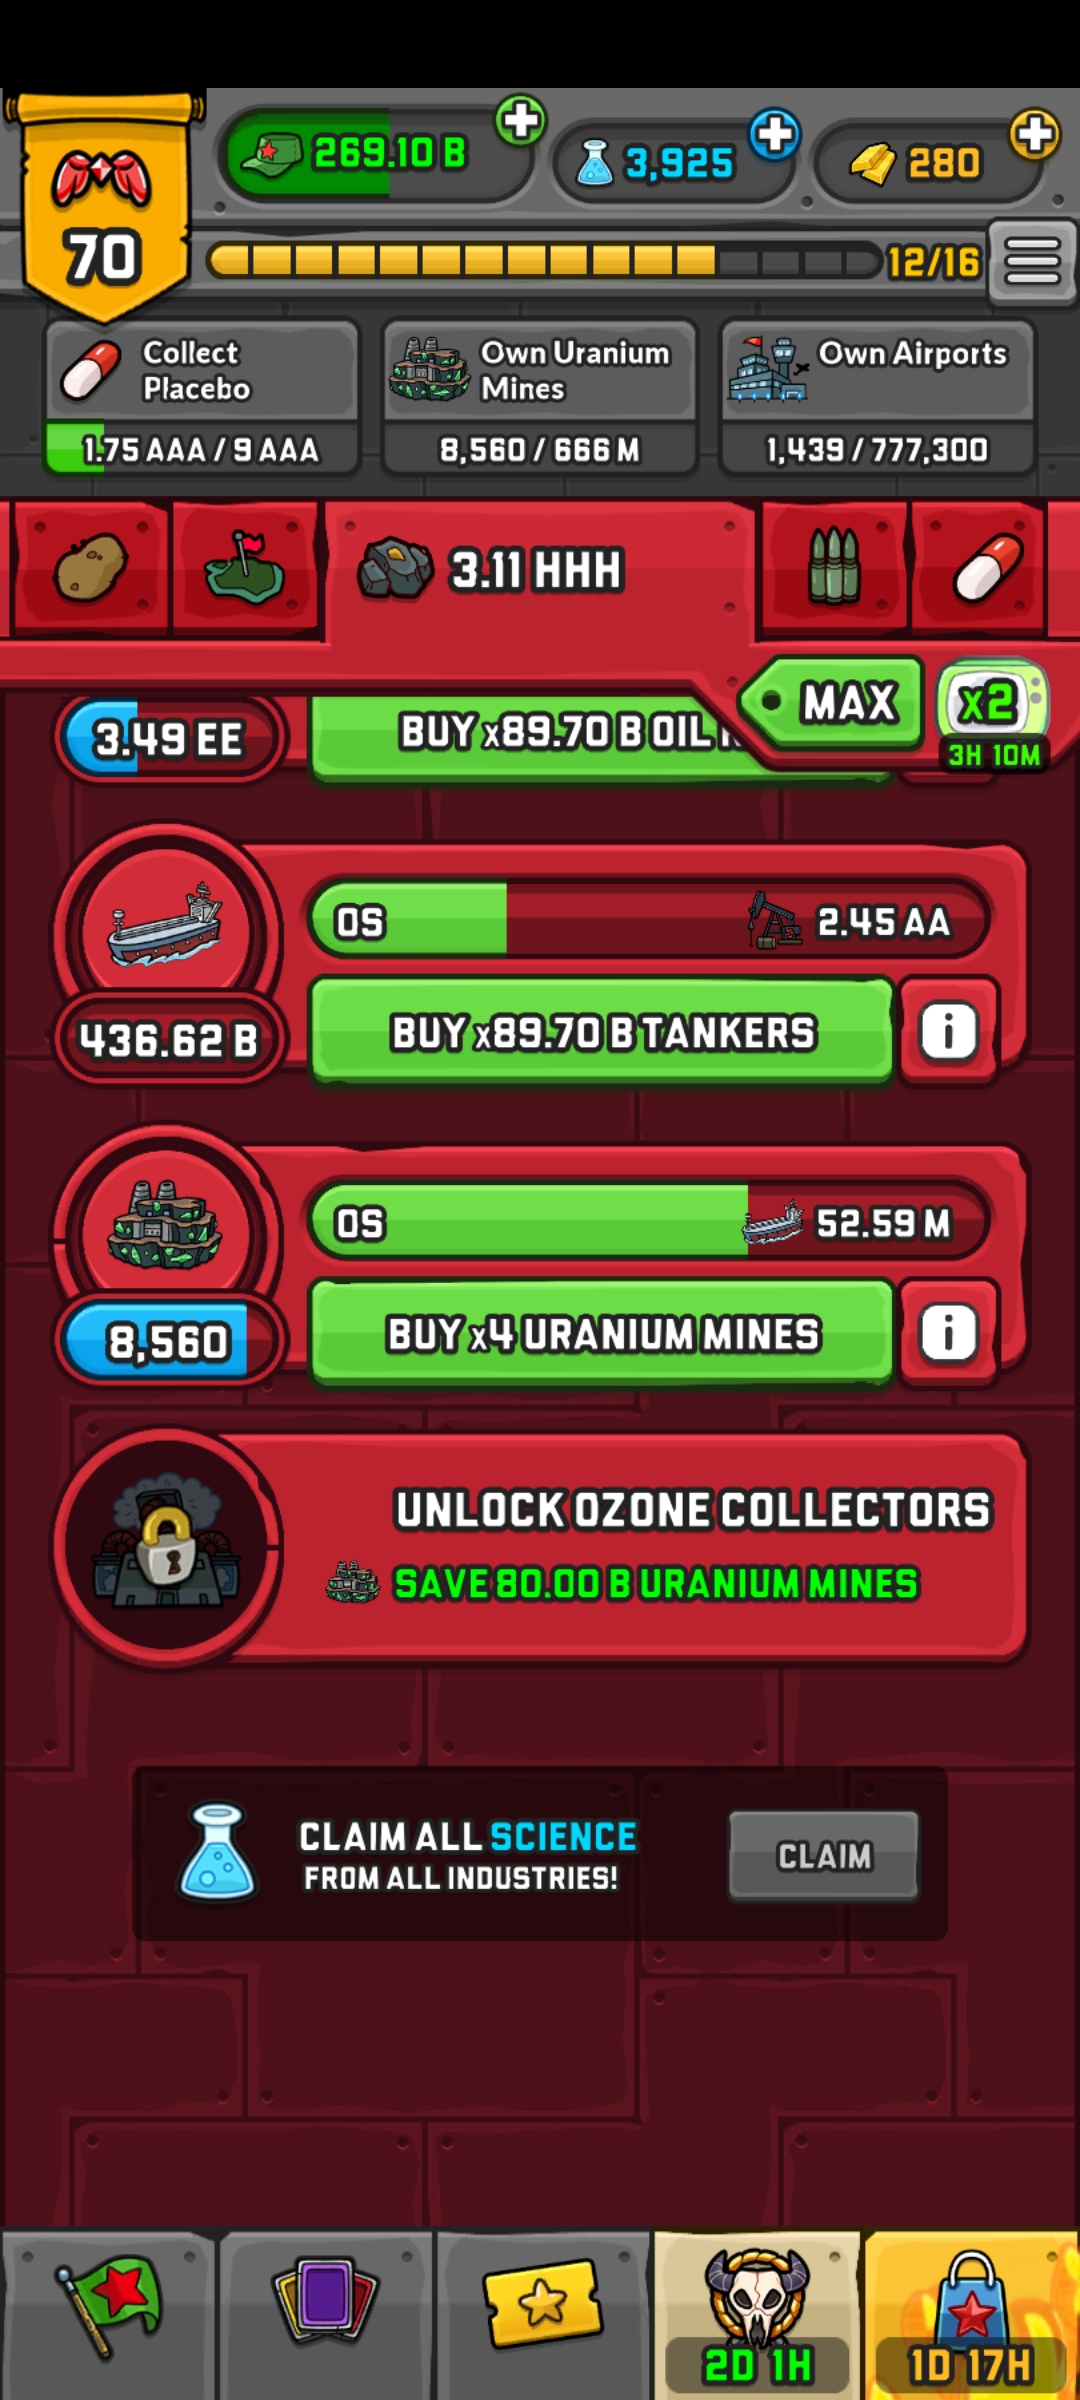 70
269.10 B
3,925
280
12/16
Collect
Placebo
1.75 AAA / 9 AAA
Own Uranium
Mines
8,560 / 666 M
Own Airports
1,439 / 777,300
3.11 HHH
MAX
x2
3H 10M
3.49 EE
BUY x89.70 B OIL
0S
2.45 AA
436.62 B
BUY x89.70 B TANKERS
i
0S
52.59 M
8,560
BUY x4 URANIUM MINES
i
UNLOCK OZONE COLLECTORS
SAVE 80.00 B URANIUM MINES
CLAIM ALL SCIENCE
FROM ALL INDUSTRIES!
CLAIM
2D 1H
1D 17H